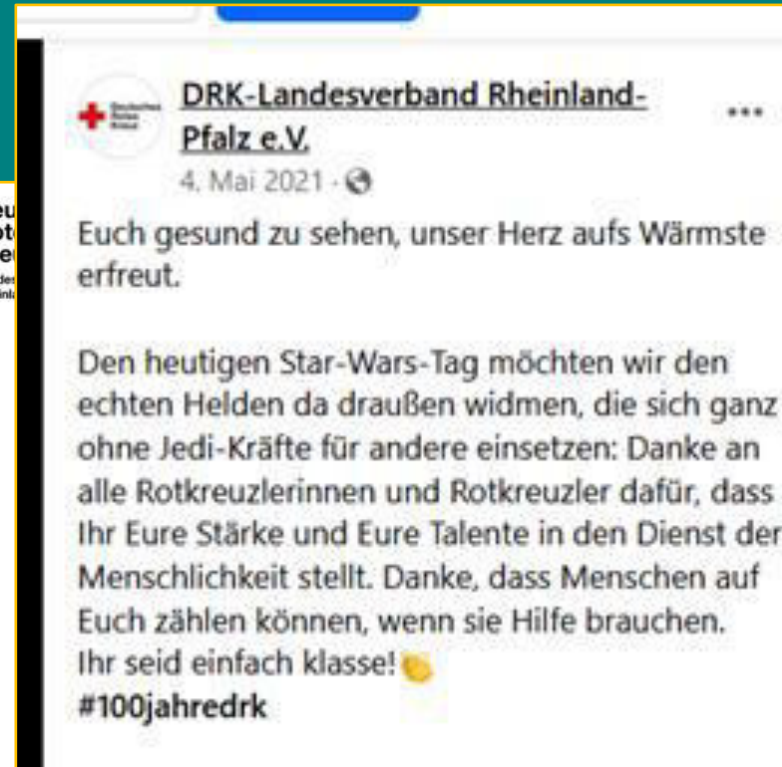 DRK-Landesverband Rheinland-
Pfalz e.V.
4. Mai 2021
Euch gesund zu sehen, unser Herz aufs Wärmste
erfreut.
Den heutigen Star-Wars-Tag möchten wir den
echten Helden da draußen widmen, die sich ganz
ohne Jedi-Kräfte für andere einsetzen: Danke an
alle Rotkreuzlerinnen und Rotkreuzler dafür, dass
Ihr Eure Stärke und Eure Talente in den Dienst der
Menschlichkeit stellt. Danke, dass Menschen auf
Euch zählen können, wenn sie Hilfe brauchen.
Ihr seid einfach klasse!👏
#100jahredrk